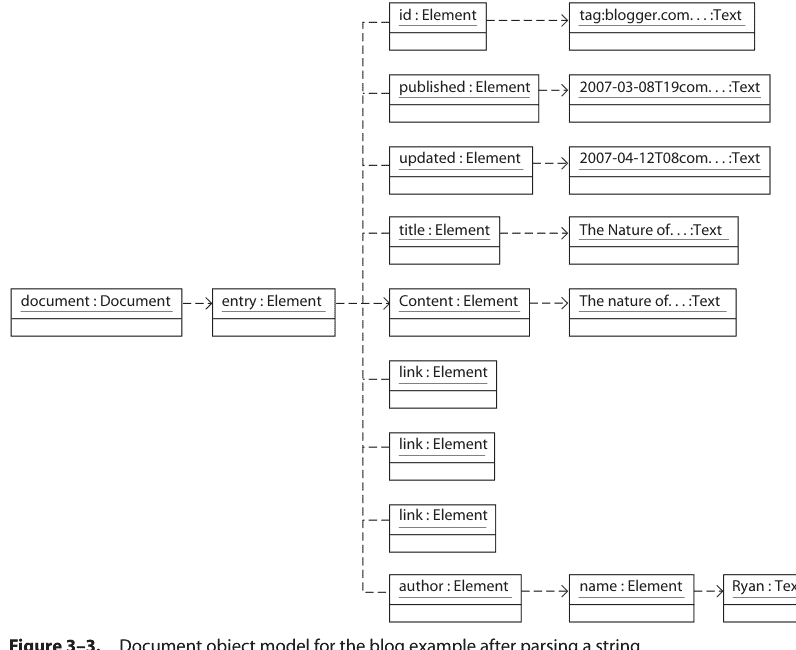 id : Element
tag:blogger.com. . . :Text
published : Element
2007-03-08T19com. . . :Text
updated : Element
2007-04-12T08com. . . :Text
title : Element
The Nature of. . . :Text
document : Document
entry : Element
Content : Element
The nature of. . . :Text
link : Element
link : Element
link : Element
author : Element
name : Element
Ryan : Tex
Figure 3–3. Document object model for the blog example after parsing a string